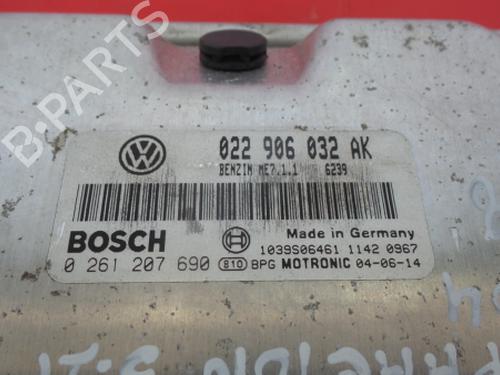 B-PARTS
022 906 032 AK
BENZIN ME7.1.1 6239
BOSCH
Made in Germany
1039S06461 1142 0967
0 261 207 690 810 BPG MOTRONIC 04-06-14